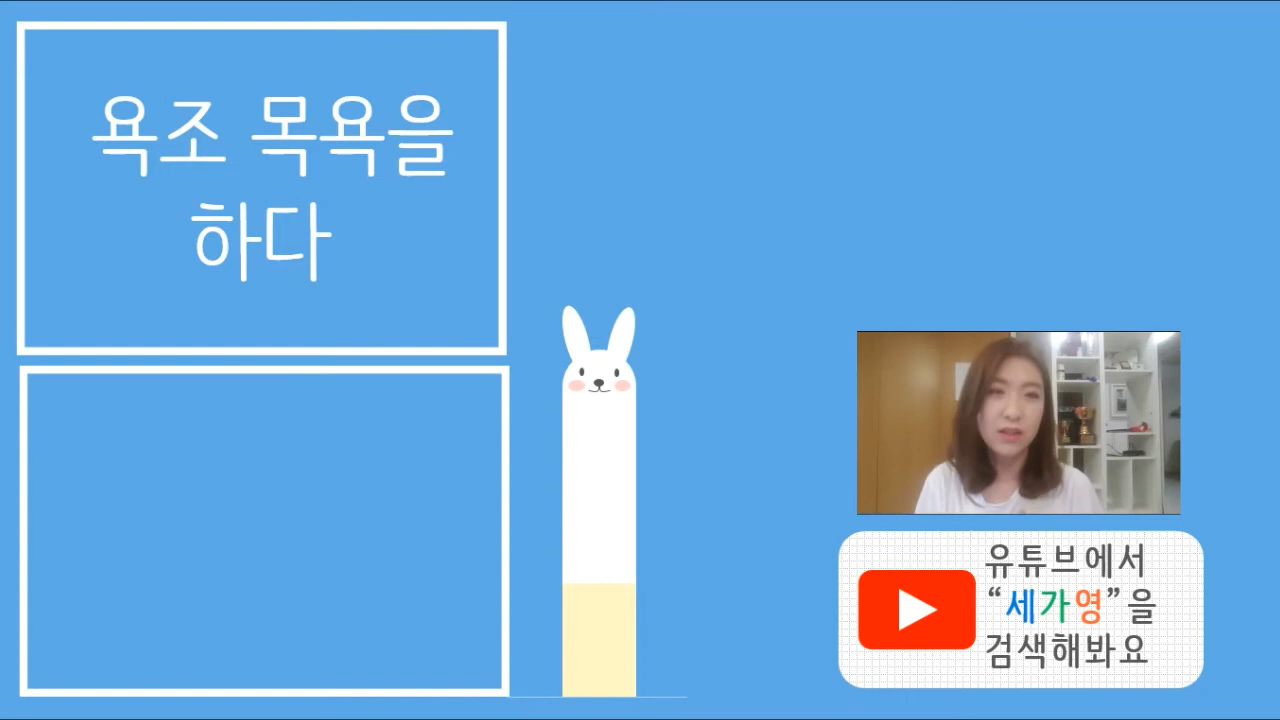 욕조 목욕을
하다
유튜브에서
“세가영”을
검색해봐요